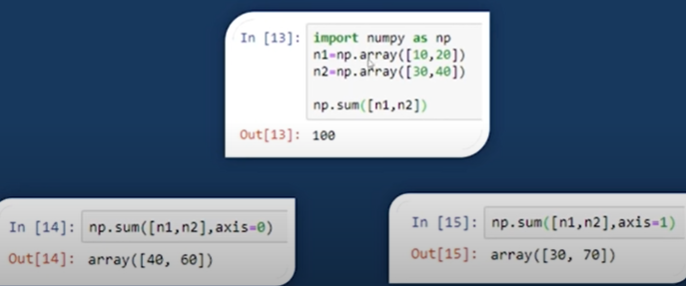 In [13]: import numpy as np
n1=np.array([10,20])
n2=np.array([30,40])
np.sum([n1,n2])
Out[13]: 100
In [14]: np.sum([n1,n2],axis=0)
Out[14]: array([40, 60])
In [15]: np.sum([n1,n2],axis=1)
Out[15]: array([30, 70])